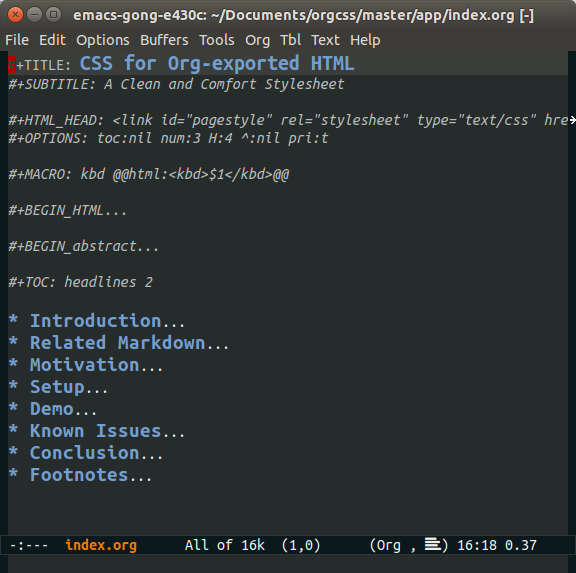 emacs-gong-e430c: ~/Documents/orgcss/master/app/index.org [-]
File Edit Options Buffers Tools Org Tbl Text Help
#+TITLE: CSS for Org-exported HTML
#+SUBTITLE: A Clean and Comfort Stylesheet
#+HTML_HEAD: <link id="pagestyle" rel="stylesheet" type="text/css" hre
#+OPTIONS: toc:nil num:3 H:4 ^:nil pri:t
#+MACRO: kbd @@html:<kbd>$1</kbd>@@
#+BEGIN_HTML...
#+BEGIN_abstract...
#+TOC: headlines 2
* Introduction...
* Related Markdown...
* Motivation...
* Setup...
* Demo...
* Known Issues...
* Conclusion...
* Footnotes...
-:--- index.org All of 16k (1,0) (Org , ) 16:18 0.37